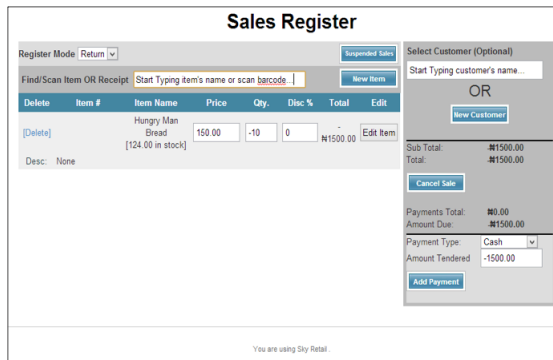 Sales Register
Register Mode Return
Suspended Sales
Find/Scan Item OR Receipt Start Typing item's name or scan barcode...
New Item
Delete Item # Item Name Price Qty. Disc % Total Edit
[Delete] Hungry Man Bread [124.00 in stock] 150.00 -10 0 -₦1500.00 Edit Item
Desc: None
Select Customer (Optional)
Start Typing customer's name...
OR
New Customer
Sub Total: -₦1500.00
Total: -₦1500.00
Cancel Sale
Payments Total: ₦0.00
Amount Due: -₦1500.00
Payment Type: Cash
Amount Tendered -1500.00
Add Payment
You are using Sky Retail .